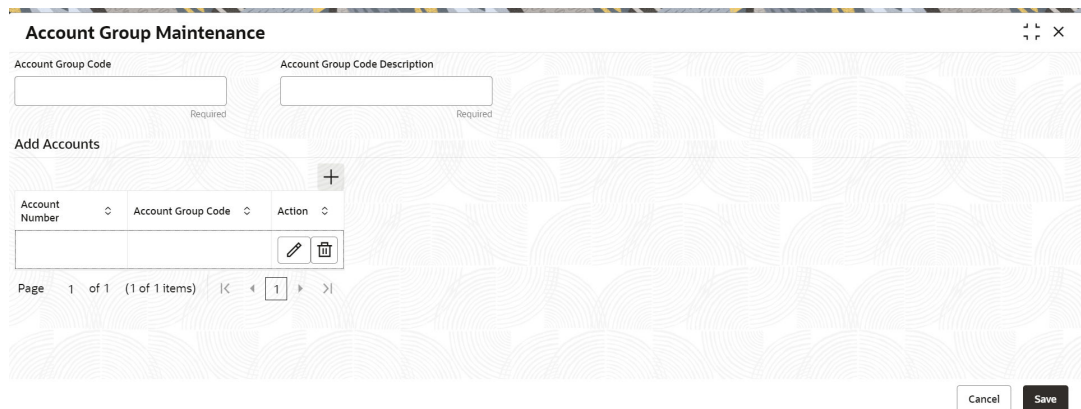 Account Group Maintenance
Account Group Code
Account Group Code Description
Required
Required
Add Accounts
Account
Number
Account Group Code
Action
Page 1 of 1 (1 of 1 items) 1
Cancel
Save